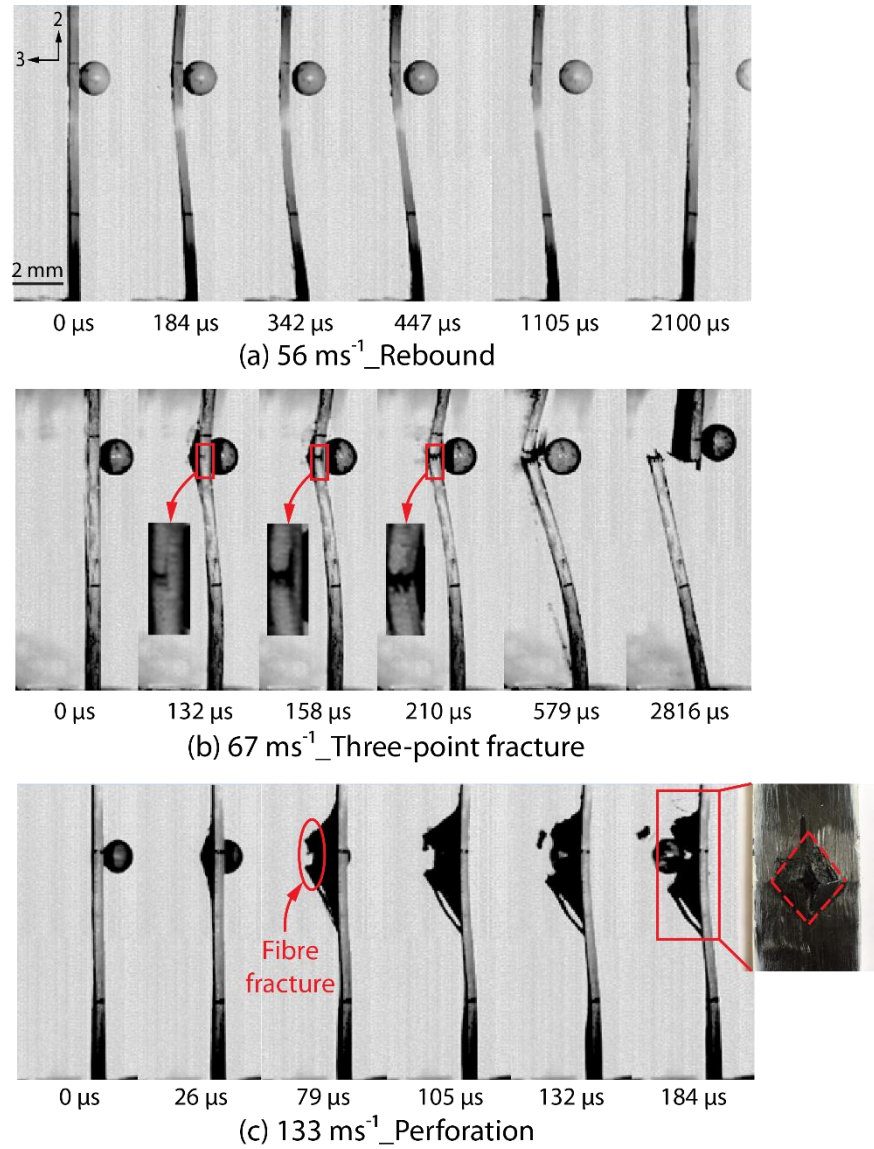 2
3
2 mm
0 µs 184 µs 342 µs 447 µs 1105 µs 2100 µs
(a) 56 ms⁻¹_Rebound
0 µs 132 µs 158 µs 210 µs 579 µs 2816 µs
(b) 67 ms⁻¹_Three-point fracture
Fibre
fracture
0 µs 26 µs 79 µs 105 µs 132 µs 184 µs
(c) 133 ms⁻¹_Perforation